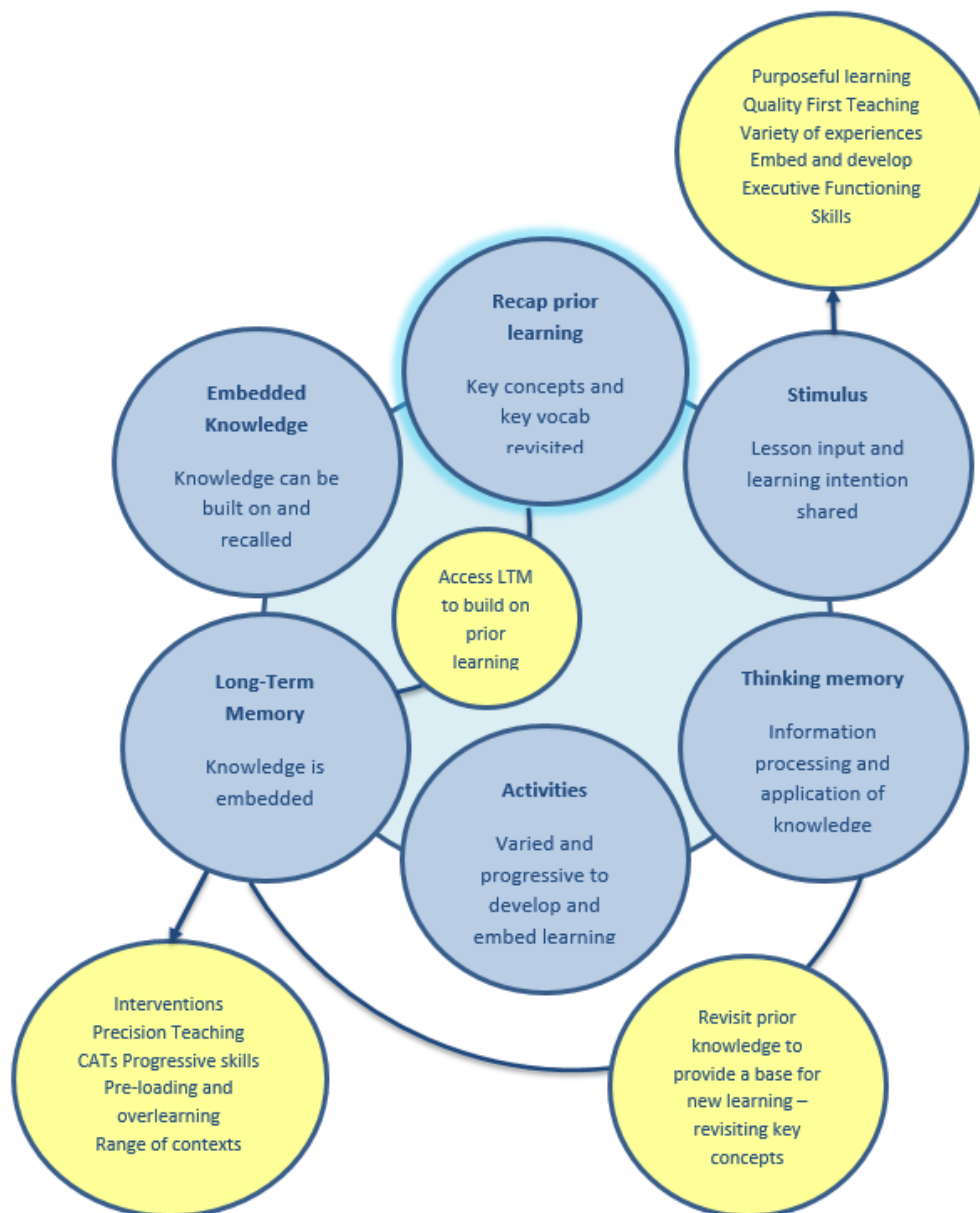 Purposeful learning
Quality First Teaching
Variety of experiences
Embed and develop
Executive Functioning
Skills
Recap prior
learning
Key concepts and
key vocab
revisited
Embedded
Knowledge
Knowledge can be
built on and
recalled
Stimulus
Lesson input and
learning intention
shared
Access LTM
to build on
prior
learning
Long-Term
Memory
Knowledge is
embedded
Thinking memory
Information
processing and
application of
knowledge
Activities
Varied and
progressive to
develop and
embed learning
Interventions
Precision Teaching
CATs Progressive skills
Pre-loading and
overlearning
Range of contexts
Revisit prior
knowledge to
provide a base for
new learning –
revisiting key
concepts